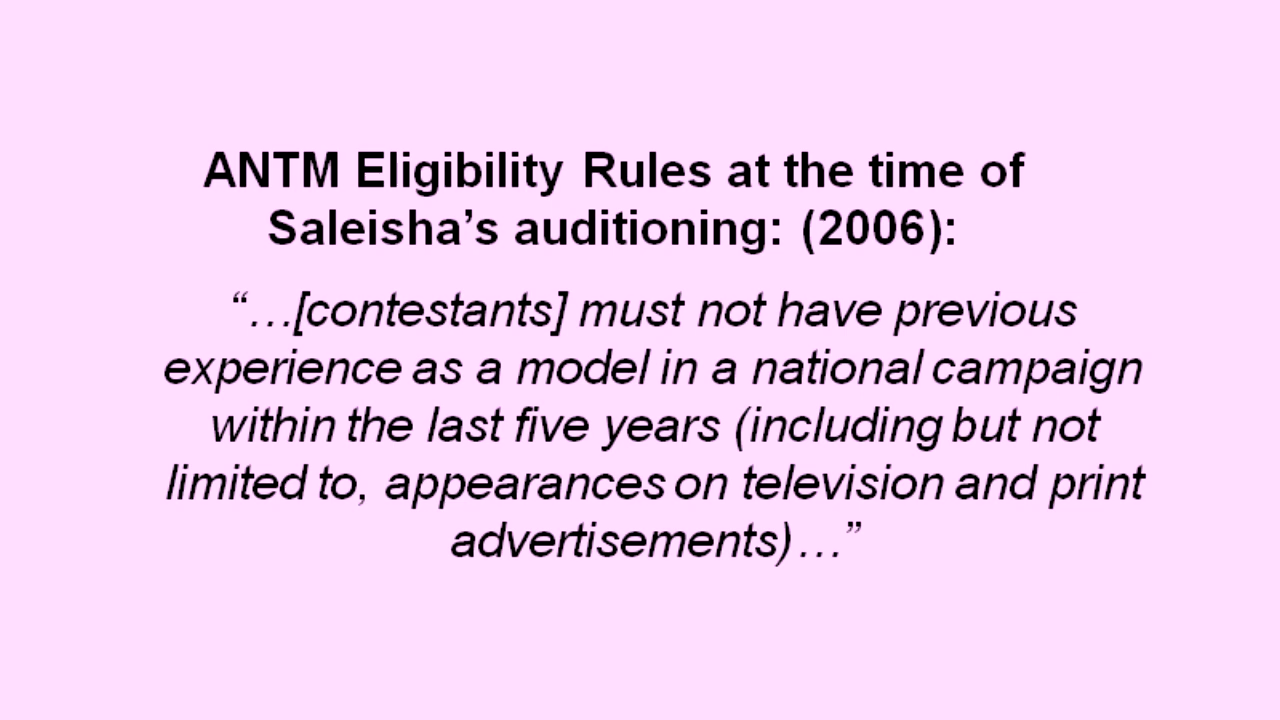 ANTM Eligibility Rules at the time of
Saleisha’s auditioning: (2006):
“…[contestants] must not have previous
experience as a model in a national campaign
within the last five years (including but not
limited to, appearances on television and print
advertisements)…”